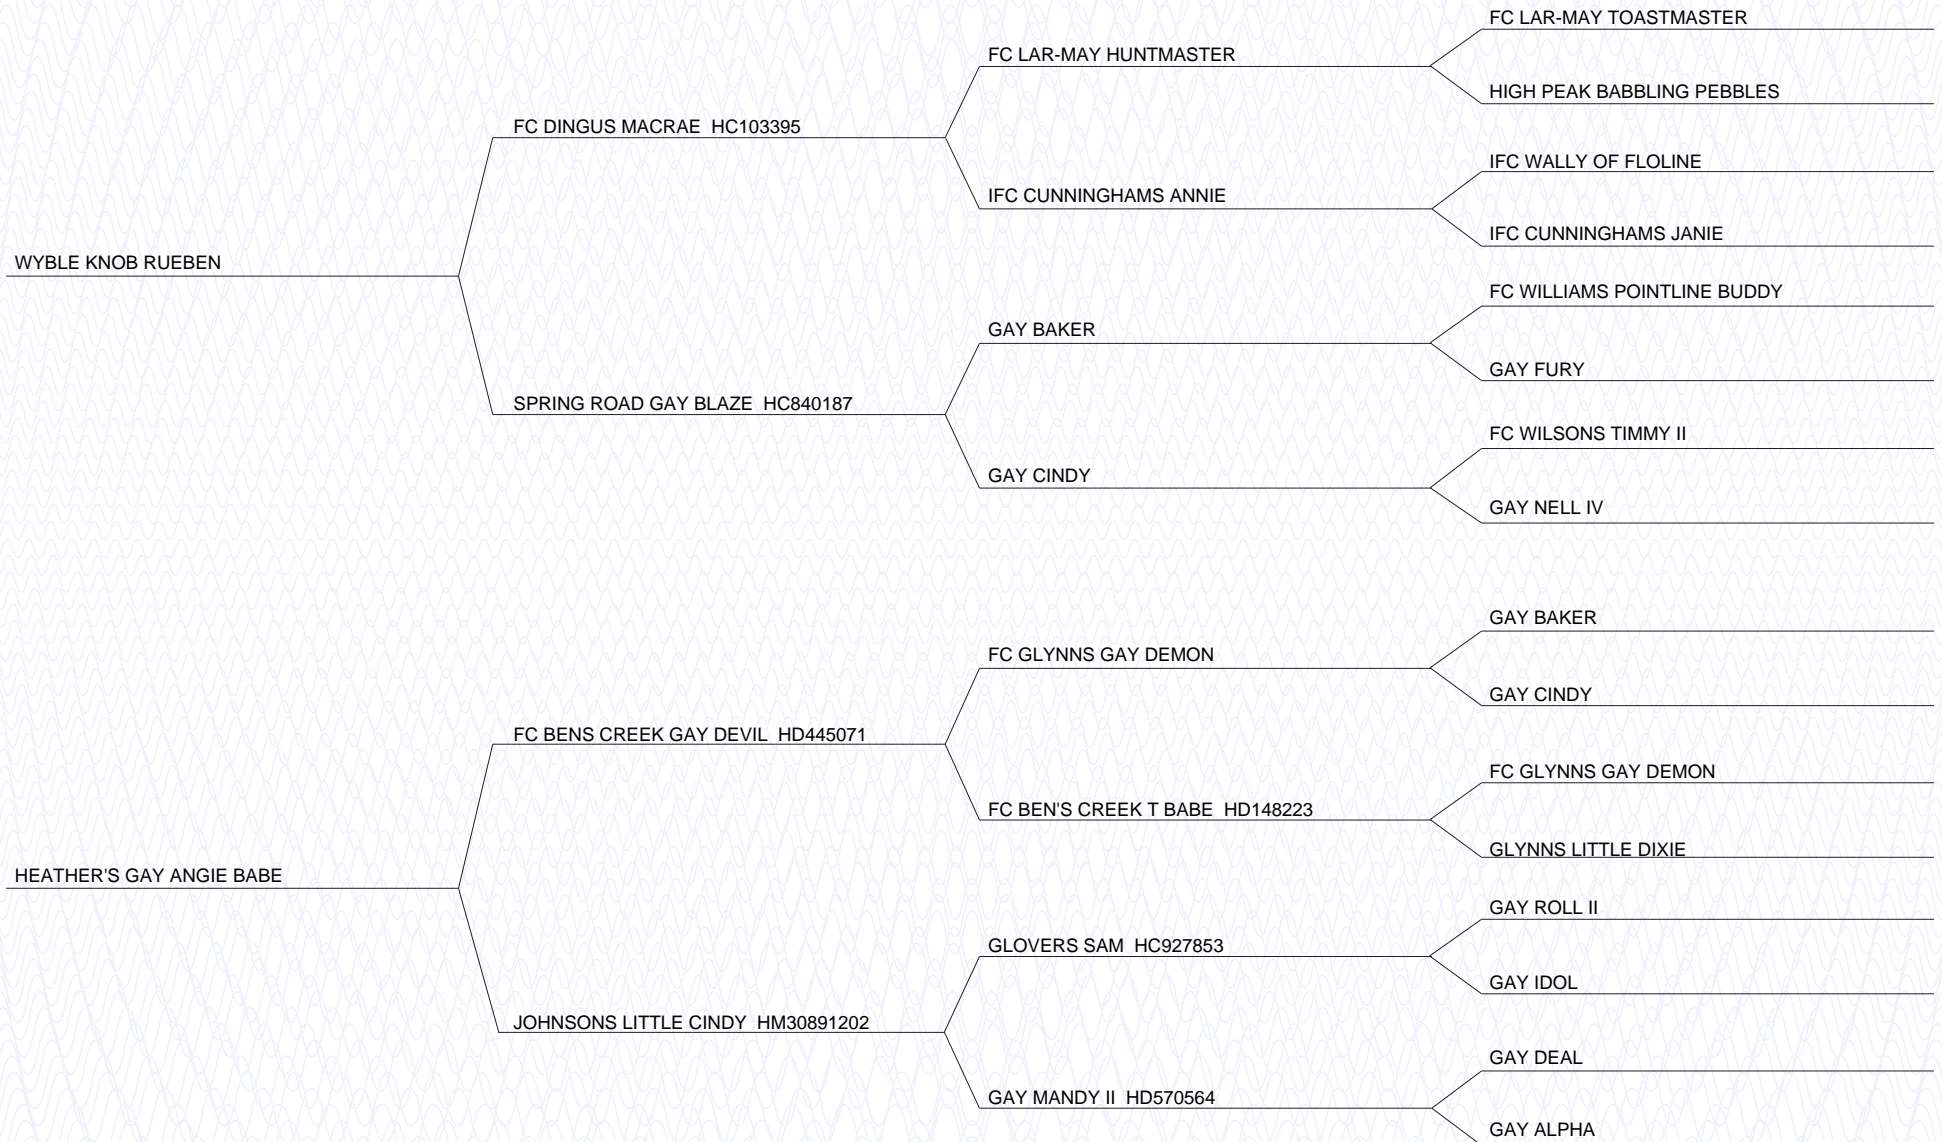 FC LAR-MAY TOASTMASTER
FC LAR-MAY HUNTMASTER
HIGH PEAK BABBLING PEBBLES
FC DINGUS MACRAE HC103395
IFC WALLY OF FLOLINE
IFC CUNNINGHAMS ANNIE
IFC CUNNINGHAMS JANIE
WYBLE KNOB RUEBEN
FC WILLIAMS POINTLINE BUDDY
GAY BAKER
GAY FURY
SPRING ROAD GAY BLAZE HC840187
FC WILSONS TIMMY II
GAY CINDY
GAY NELL IV
GAY BAKER
FC GLYNNS GAY DEMON
GAY CINDY
FC BENS CREEK GAY DEVIL HD445071
FC GLYNNS GAY DEMON
FC BEN'S CREEK T BABE HD148223
GLYNNS LITTLE DIXIE
HEATHER'S GAY ANGIE BABE
GAY ROLL II
GLOVERS SAM HC927853
GAY IDOL
JOHNSONS LITTLE CINDY HM30891202
GAY DEAL
GAY MANDY II HD570564
GAY ALPHA